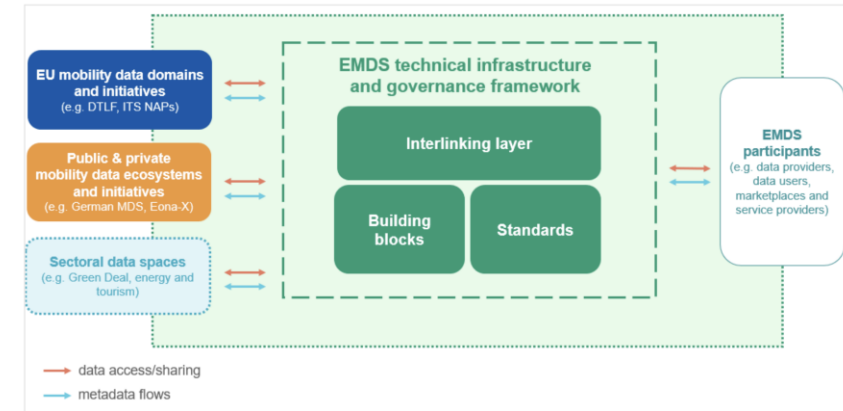 EU mobility data domains
and initiatives
(e.g. DTLF, ITS NAPs)
Public & private
mobility data ecosystems
and initiatives
(e.g. German MDS, Eona-X)
Sectoral data spaces
(e.g. Green Deal, energy and
tourism)
EMDS technical infrastructure
and governance framework
Interlinking layer
Building
blocks
Standards
EMDS
participants
(e.g. data providers,
data users,
marketplaces and
service providers)
data access/sharing
metadata flows